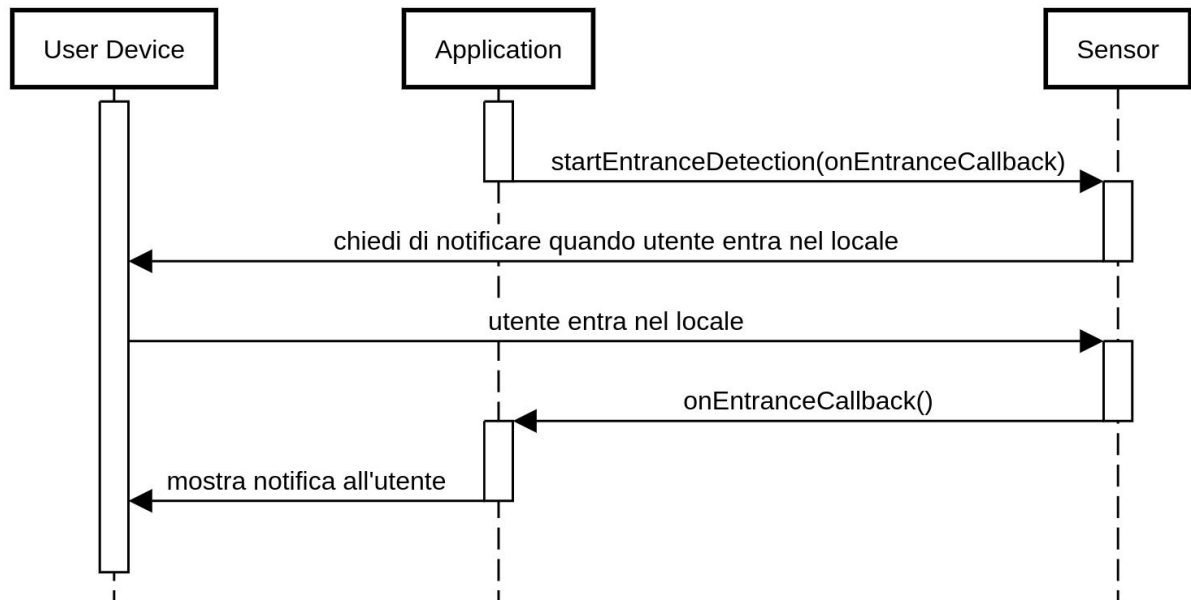 User Device
Application
Sensor
startEntranceDetection(onEntranceCallback)
chiedi di notificare quando utente entra nel locale
utente entra nel locale
onEntranceCallback()
mostra notifica all'utente